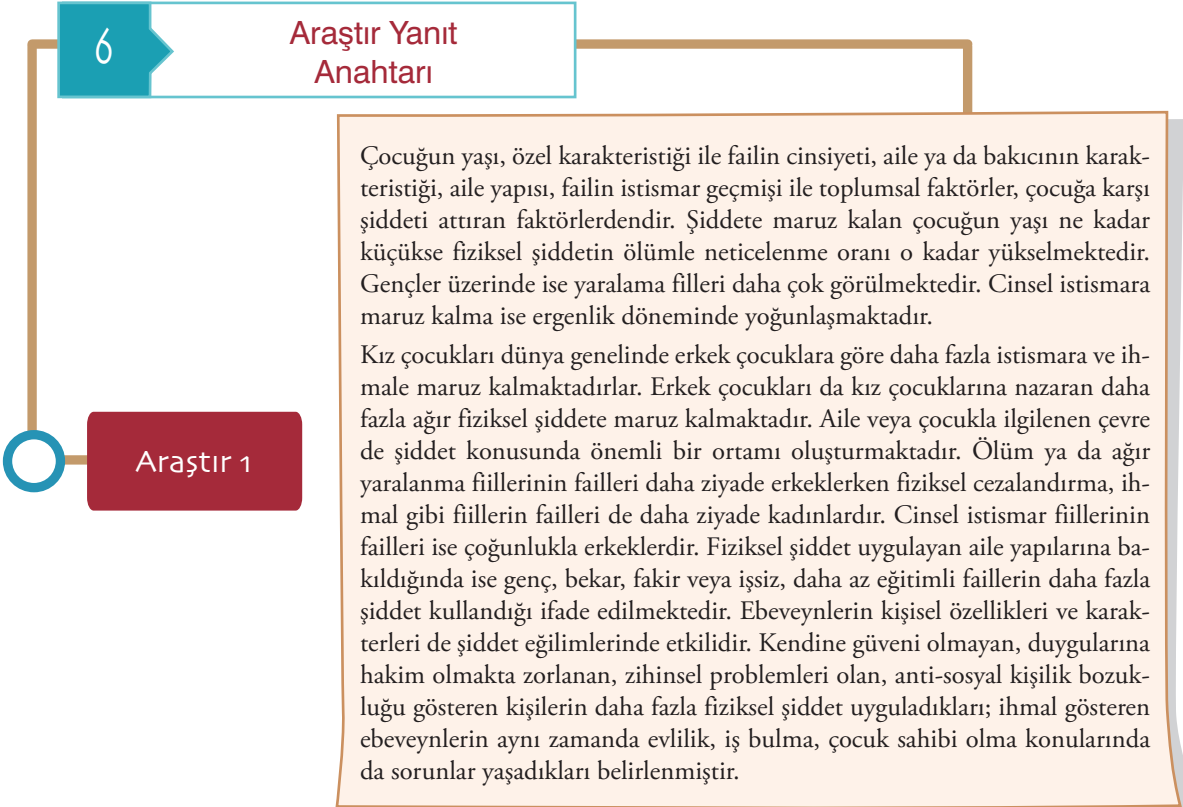 6
Araştır Yanıt
Anahtarı
Çocuğun yaşı, özel karakteristiği ile failin cinsiyeti, aile ya da bakıcının karak-
teristiği, aile yapısı, failin istismar geçmişi ile toplumsal faktörler, çocuğa karşı
şiddeti attıran faktörlerdendir. Şiddete maruz kalan çocuğun yaşı ne kadar
küçükse fiziksel şiddetin ölümle neticelenme oranı o kadar yükselmektedir.
Gençler üzerinde ise yaralama filleri daha çok görülmektedir. Cinsel istismara
maruz kalma ise ergenlik döneminde yoğunlaşmaktadır.
Kız çocukları dünya genelinde erkek çocuklara göre daha fazla istismara ve ih-
male maruz kalmaktadırlar. Erkek çocukları da kız çocuklarına nazaran daha
fazla ağır fiziksel şiddete maruz kalmaktadır. Aile veya çocukla ilgilenen çevre
de şiddet konusunda önemli bir ortamı oluşturmaktadır. Ölüm ya da ağır
yaralanma fiillerinin failleri daha ziyade erkeklerken fiziksel cezalandırma, ih-
mal gibi fiillerin failleri de daha ziyade kadınlardır. Cinsel istismar fiillerinin
failleri ise çoğunlukla erkeklerdir. Fiziksel şiddet uygulayan aile yapılarına ba-
kıldığında ise genç, bekar, fakir veya işsiz, daha az eğitimli faillerin daha fazla
şiddet kullandığı ifade edilmektedir. Ebeveynlerin kişisel özellikleri ve karak-
terleri de şiddet eğilimlerinde etkilidir. Kendine güveni olmayan, duygularına
hakim olmakta zorlanan, zihinsel problemleri olan, anti-sosyal kişilik bozuk-
luğu gösteren kişilerin daha fazla fiziksel şiddet uyguladıkları; ihmal gösteren
ebeveynlerin aynı zamanda evlilik, iş bulma, çocuk sahibi olma konularında
da sorunlar yaşadıkları belirlenmiştir.
Araştır 1